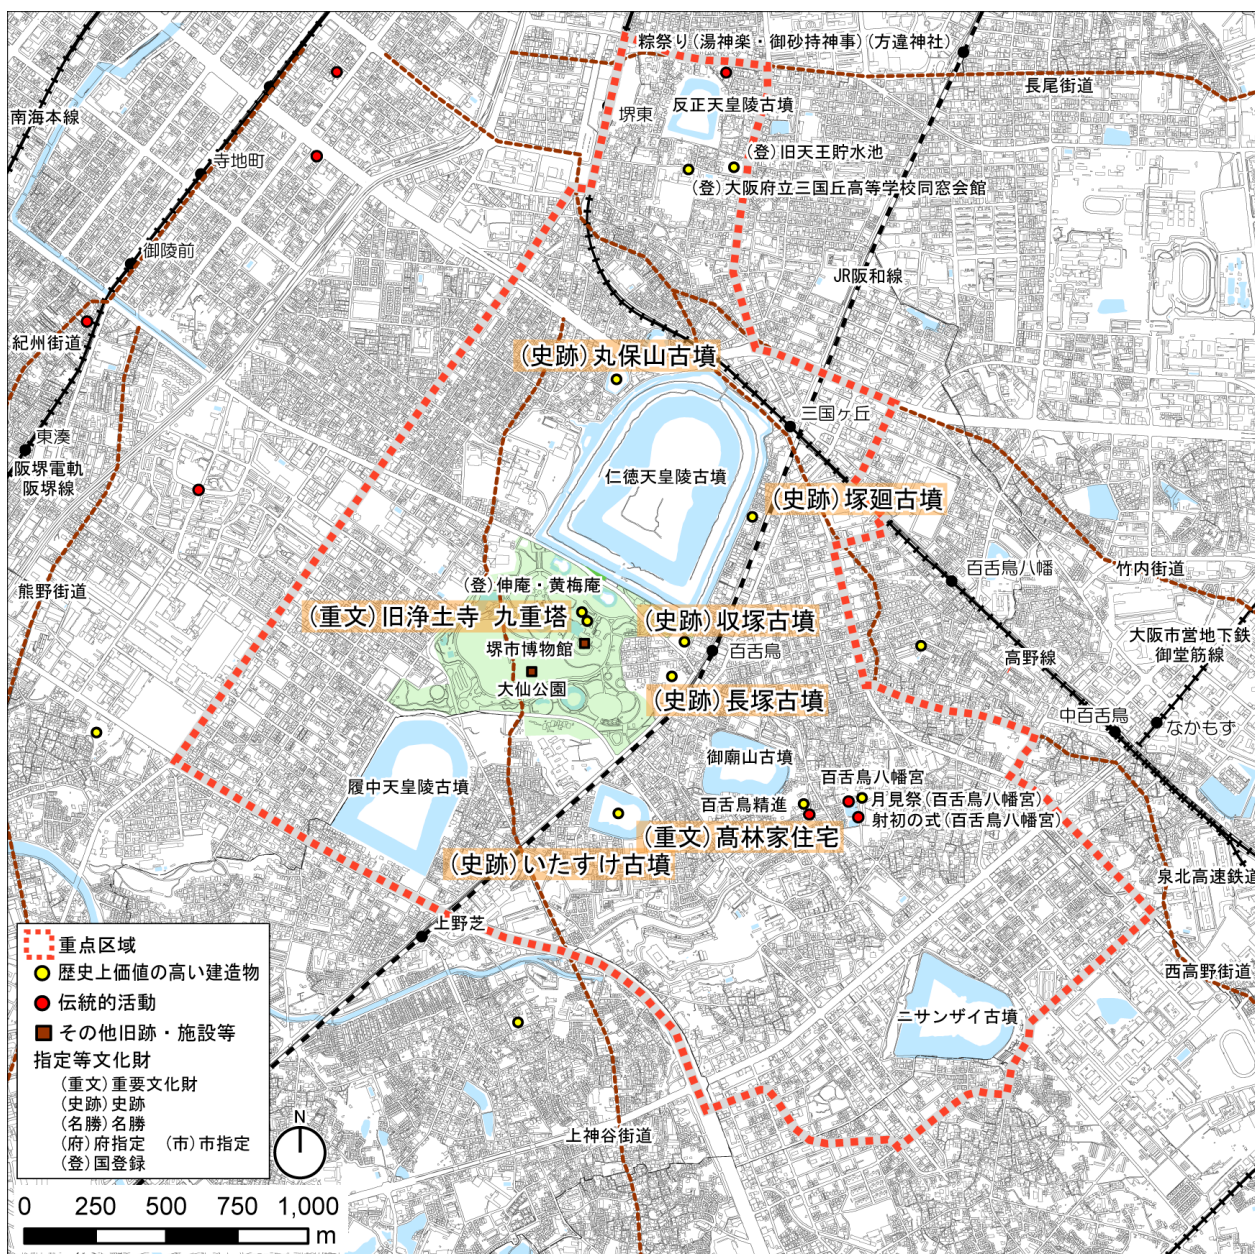 粽祭り(湯神楽・御砂持神事)(方違神社)
長尾街道
南海本線
反正天皇陵古墳
堺東
寺地町
(登)旧天王貯水池
(登)大阪府立三国丘高等学校同窓会館
御陵前
JR阪和線
紀州街道
(史跡)丸保山古墳
三国ヶ丘
東湊
阪堺電軌
阪堺線
仁徳天皇陵古墳
(史跡)塚廻古墳
百舌鳥八幡
竹内街道
熊野街道
(登)伸庵・黄梅庵
(重文)旧浄土寺 九重塔
(史跡)収塚古墳
大阪市営地下鉄
御堂筋線
堺市博物館
百舌鳥
高野線
大仙公園
(史跡)長塚古墳
中百舌鳥
なかもず
御廟山古墳
履中天皇陵古墳
百舌鳥八幡宮
百舌鳥精進
月見祭(百舌鳥八幡宮)
射初の式(百舌鳥八幡宮)
(重文)髙林家住宅
(史跡)いたすけ古墳
泉北高速鉄道
上野芝
西高野街道
ニサンザイ古墳
上神谷街道
重点区域
歴史上価値の高い建造物
伝統的活動
その他旧跡・施設等
指定等文化財
(重文)重要文化財
(史跡)史跡
(名勝)名勝
(府)府指定 (市)市指定
(登)国登録
N
0 250 500 750 1,000
m